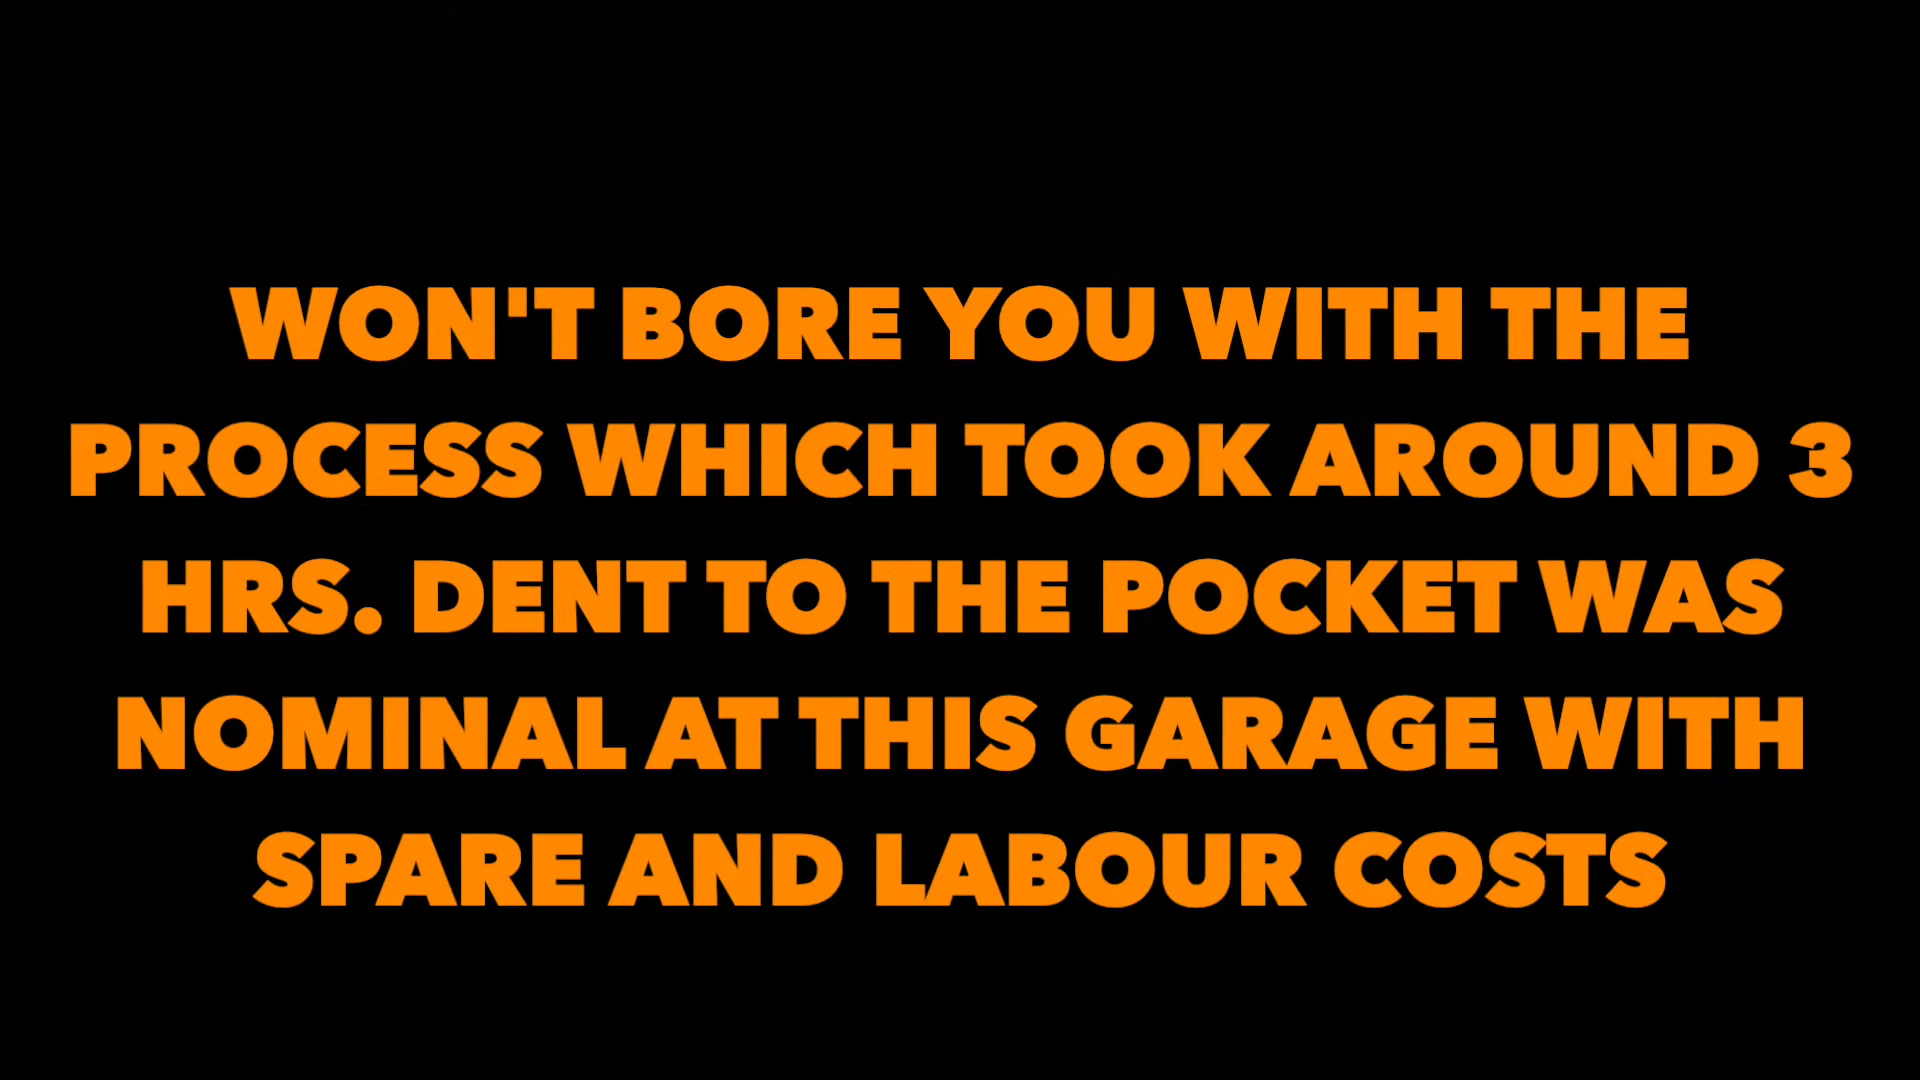 WON'T BORE YOU WITH THE
PROCESS WHICH TOOK AROUND 3
HRS. DENT TO THE POCKET WAS
NOMINAL AT THIS GARAGE WITH
SPARE AND LABOUR COSTS